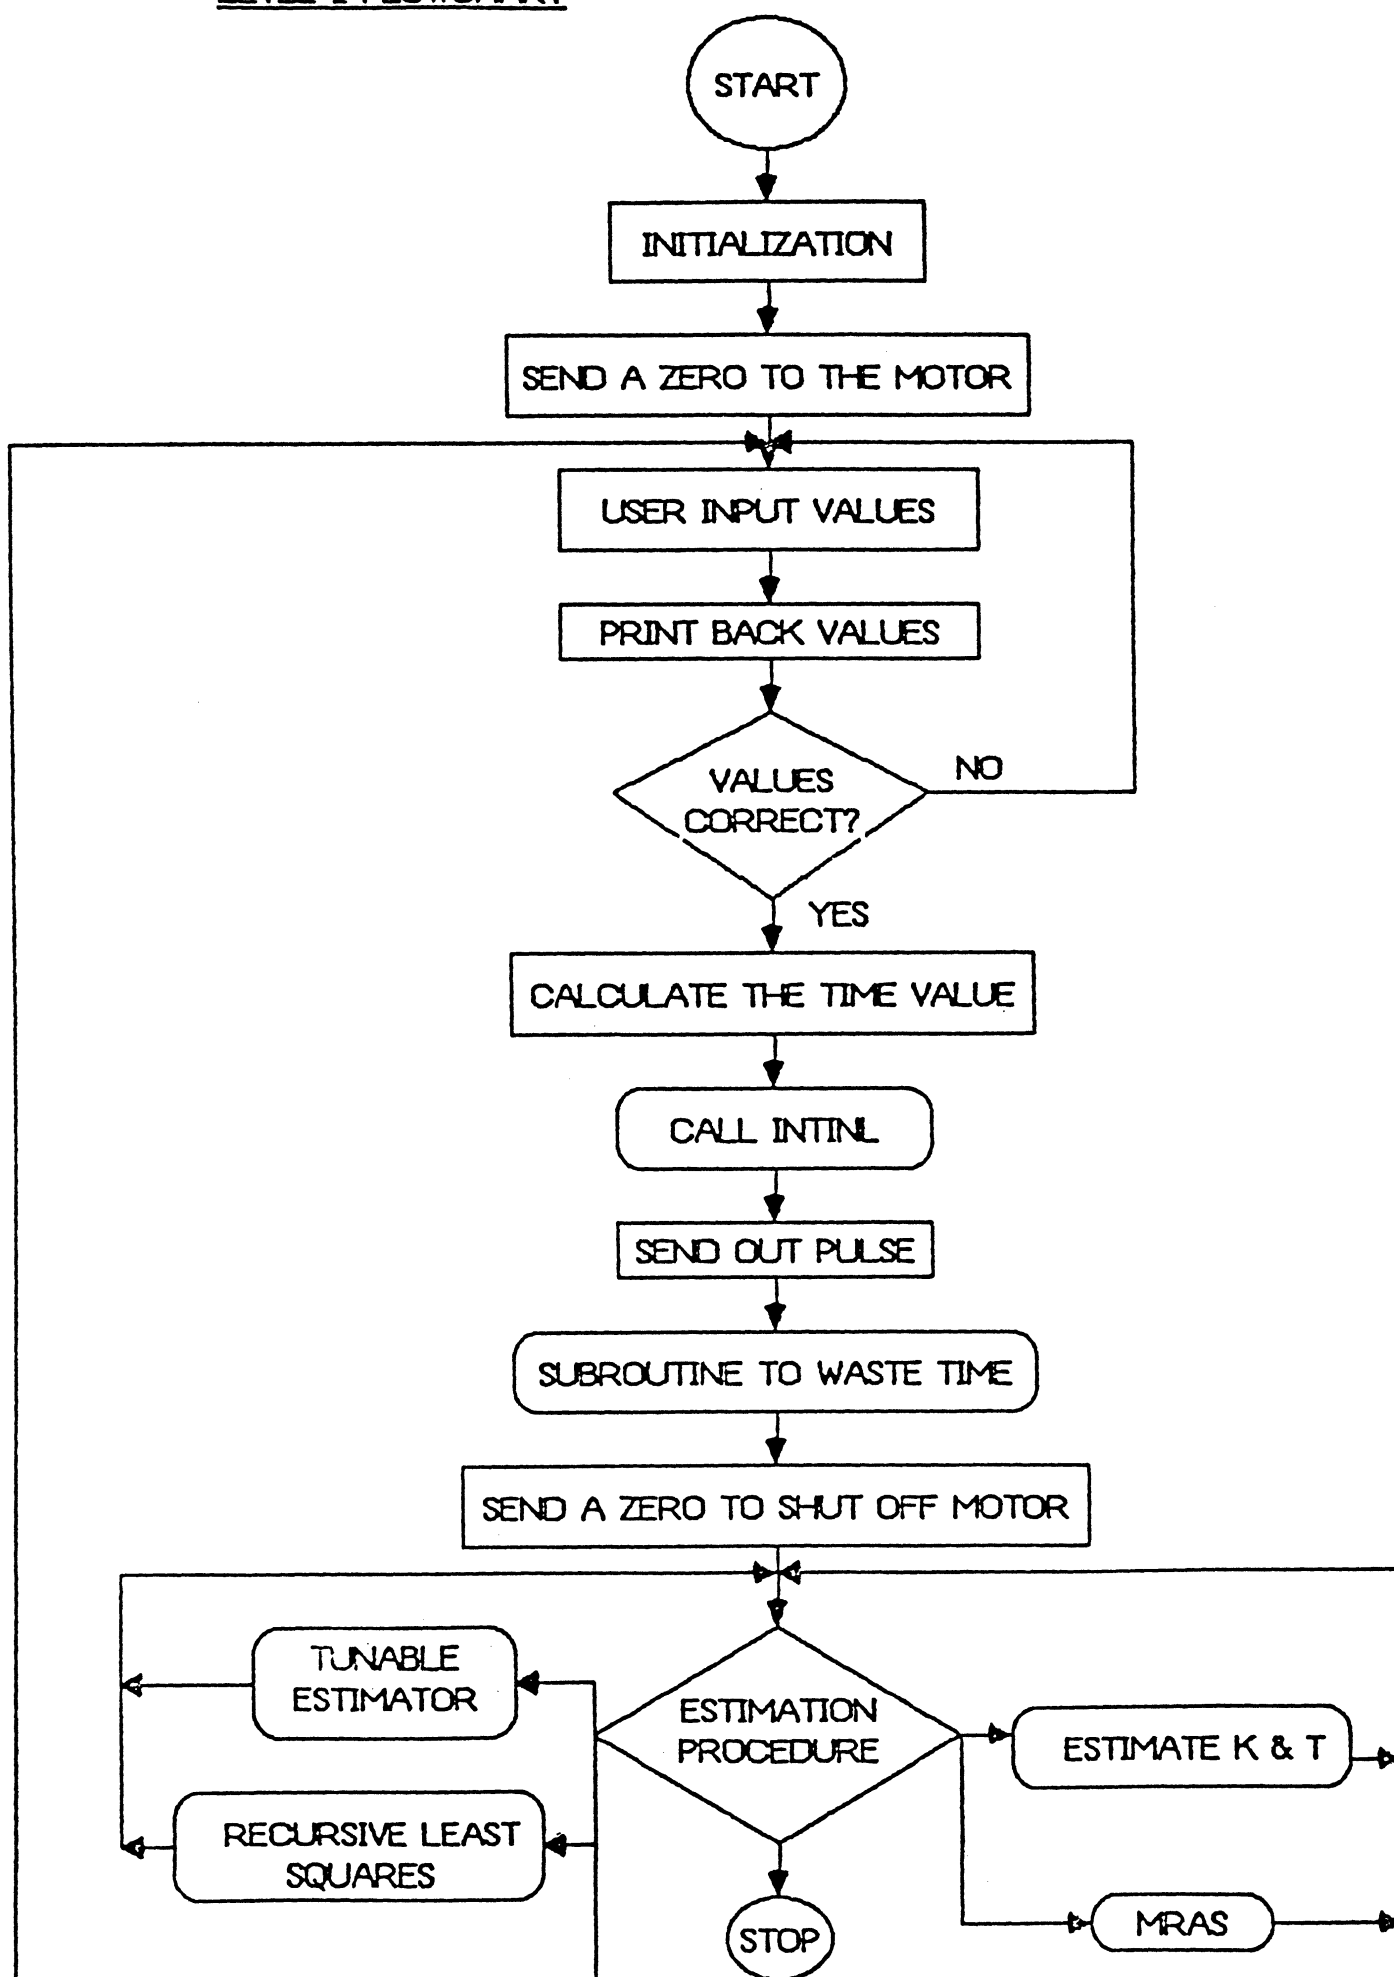 START
INITIALIZATION
SEND A ZERO TO THE MOTOR
USER INPUT VALUES
PRINT BACK VALUES
VALUES
CORRECT?
NO
YES
CALCULATE THE TIME VALUE
CALL INTINL
SEND OUT PULSE
SUBROUTINE TO WASTE TIME
SEND A ZERO TO SHUT OFF MOTOR
TUNABLE
ESTIMATOR
ESTIMATION
PROCEDURE
ESTIMATE K & T
RECURSIVE LEAST
SQUARES
MRAS
STOP